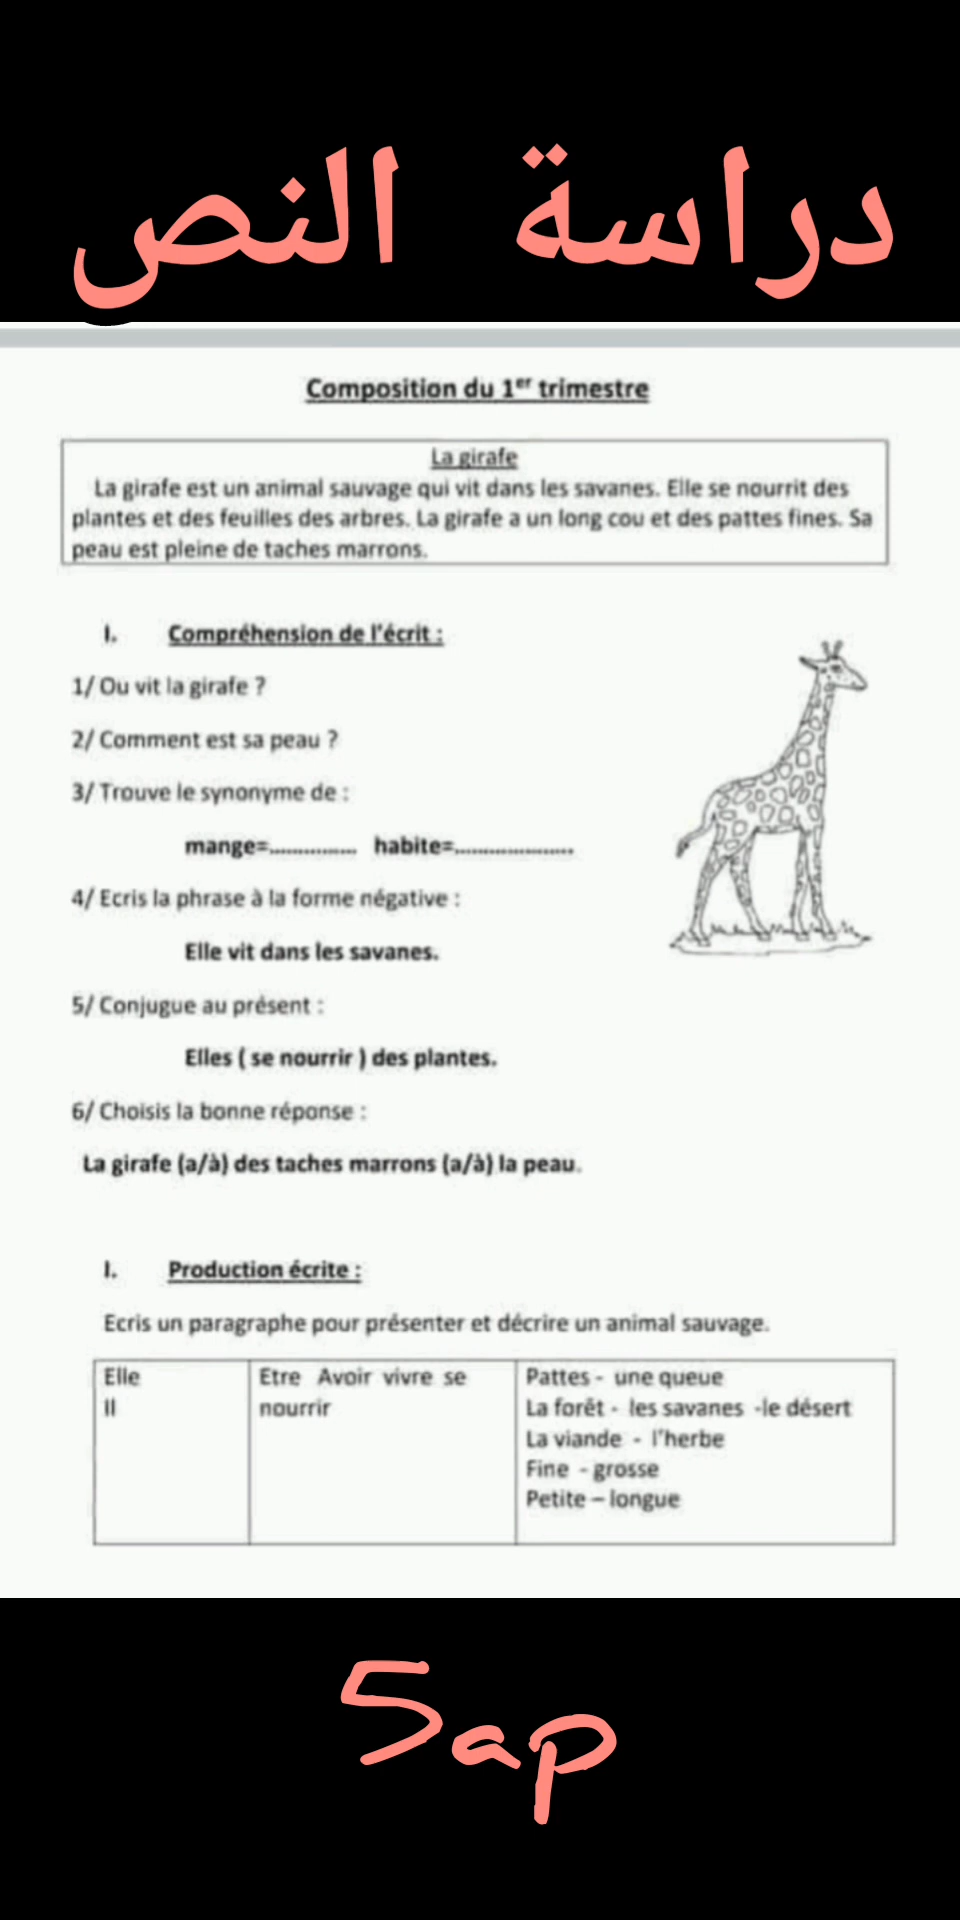 دراسة النص
Composition du 1er trimestre
La girafe
La girafe est un animal sauvage qui vit dans les savanes. Elle se nourrit des
plantes et des feuilles des arbres. La girafe a un long cou et des pattes fines. Sa
peau est pleine de taches marrons.
I. Compréhension de l'écrit :
1/ Ou vit la girafe ?
2/ Comment est sa peau ?
3/ Trouve le synonyme de :
mange=............... habite=....................
4/ Ecris la phrase à la forme négative :
Elle vit dans les savanes.
5/ Conjugue au présent :
Elles ( se nourrir ) des plantes.
6/ Choisis la bonne réponse :
La girafe (a/à) des taches marrons (a/à) la peau.
I. Production écrite :
Ecris un paragraphe pour présenter et décrire un animal sauvage.
Elle
Il
Etre Avoir vivre se
nourrir
Pattes - une queue
La forêt - les savanes -le désert
La viande - l'herbe
Fine - grosse
Petite – longue
5ap